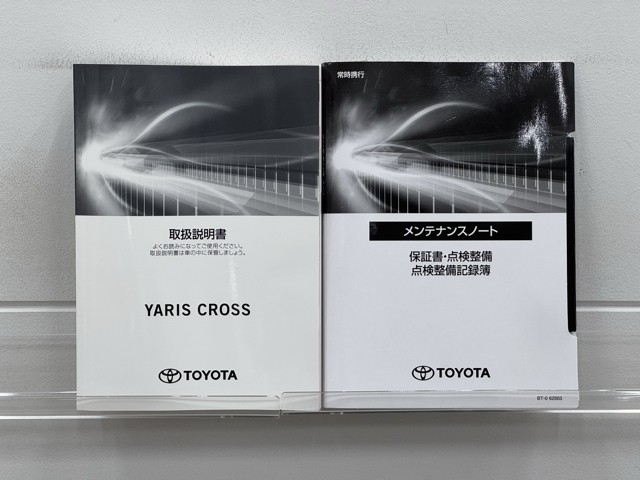 取扱説明書
よくお読みになってご使用ください。
取扱説明書は車の中に保管しましょう。
YARIS CROSS
TOYOTA
常時携行
メンテナンスノート
保証書・点検整備
点検整備記録簿
TOYOTA